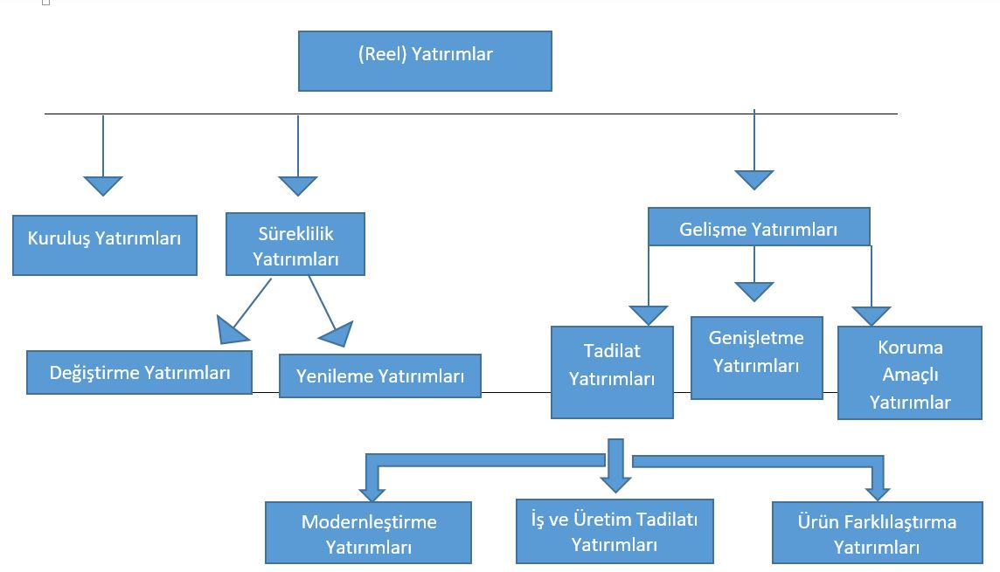 (Reel) Yatırımlar
Kuruluş Yatırımları
Süreklilik
Yatırımları
Gelişme Yatırımları
Değiştirme Yatırımları
Yenileme Yatırımları
Tadilat
Yatırımları
Genişletme
Yatırımları
Koruma
Amaçlı
Yatırımlar
Modernleştirme
Yatırımları
İş ve Üretim Tadilatı
Yatırımları
Ürün Farklılaştırma
Yatırımları